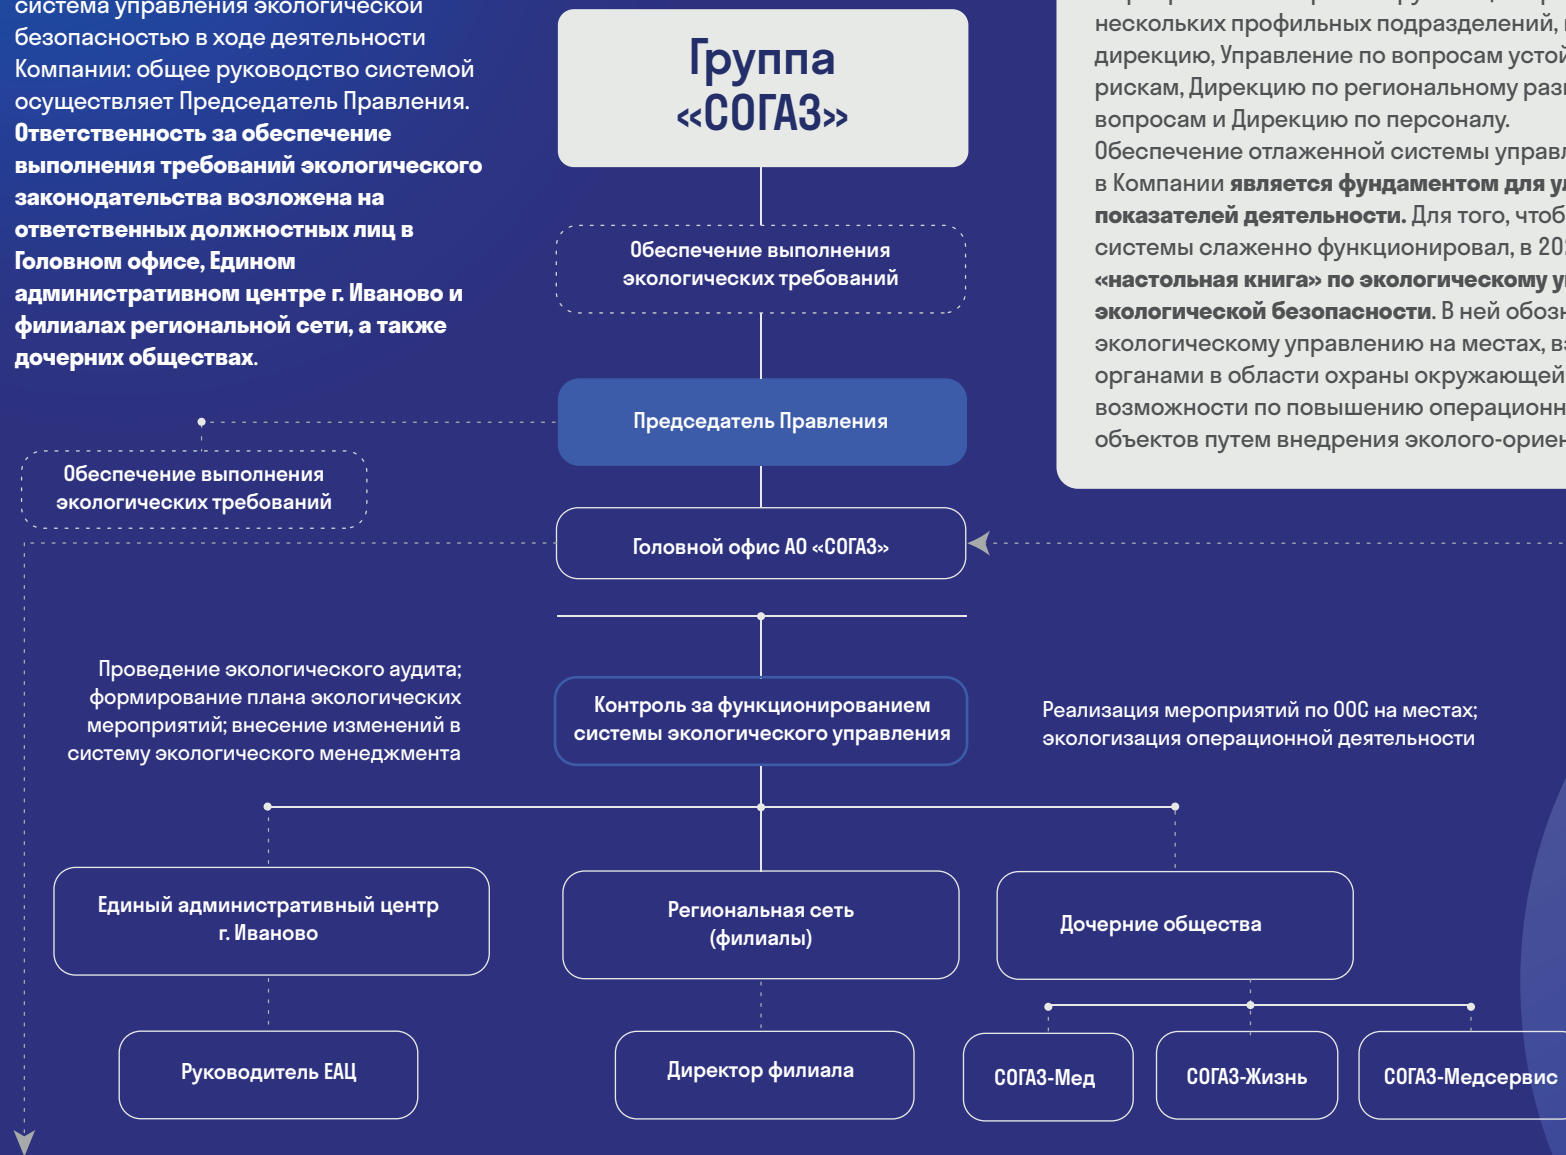 система управления экологической
безопасностью в ходе деятельности
Компании: общее руководство системой
осуществляет Председатель Правления.
Ответственность за обеспечение
выполнения требований экологического
законодательства возложена на
ответственных должностных лиц в
Головном офисе, Едином
административном центре г. Иваново и
филиалах региональной сети, а также
дочерних обществах.
Группа
«СОГАЗ»
нескольких профильных подразделений,
дирекцию, Управление по вопросам
рискам, Дирекцию по региональному
вопросам и Дирекцию по персоналу.
Обеспечение отлаженной системы
в Компании является фундаментом для
показателей деятельности. Для того,
системы слаженно функционировал, в
«настольная книга» по экологическому
экологической безопасности. В ней
экологическому управлению на местах,
органами в области охраны окружающей
возможности по повышению
объектов путем внедрения
Обеспечение выполнения
экологических требований
Председатель Правления
Обеспечение выполнения
экологических требований
Головной офис АО «СОГАЗ»
Проведение экологического аудита;
формирование плана экологических
мероприятий; внесение изменений в
систему экологического менеджмента
Контроль за функционированием
системы экологического управления
Реализация мероприятий по ООС на местах;
экологизация операционной деятельности
Единый административный центр
г. Иваново
Региональная сеть
(филиалы)
Дочерние общества
Руководитель ЕАЦ
Директор филиала
СОГАЗ-Мед
СОГАЗ-Жизнь
СОГАЗ-Медсервис